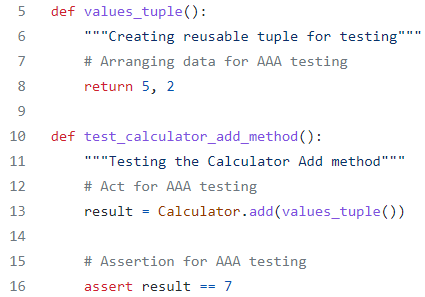 5 def values_tuple():
6     """Creating reusable tuple for testing"""
7     # Arranging data for AAA testing
8     return 5, 2
9
10 def test_calculator_add_method():
11     """Testing the Calculator Add method"""
12     # Act for AAA testing
13     result = Calculator.add(values_tuple())
14
15     # Assertion for AAA testing
16     assert result == 7